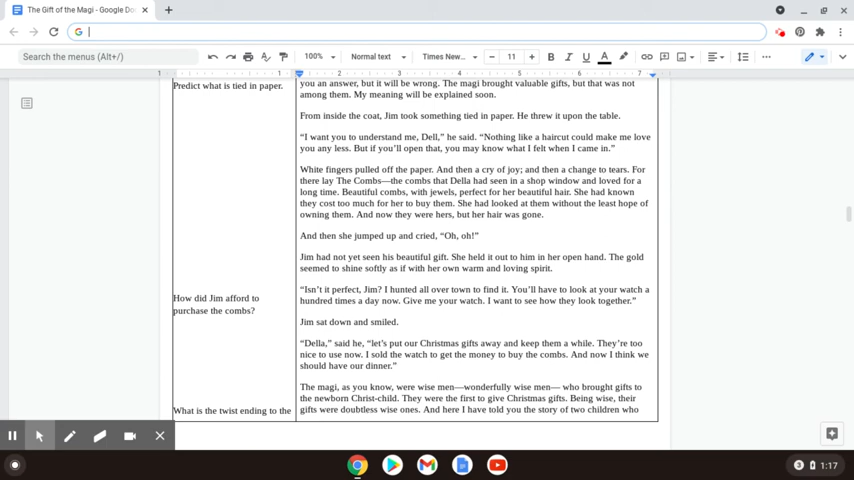 The Gift of the Magi - Google Doc
Search the menus (Alt+/)
100%
Normal text
Times New...
11
1 1 2 3 4 5 6 7
Predict what is tied in paper.
you an answer, but it will be wrong. The magi brought valuable gifts, but that was not
among them. My meaning will be explained soon.
From inside the coat, Jim took something tied in paper. He threw it upon the table.
“I want you to understand me, Dell,” he said. “Nothing like a haircut could make me love
you any less. But if you’ll open that, you may know what I felt when I came in.”
White fingers pulled off the paper. And then a cry of joy; and then a change to tears. For
there lay The Combs—the combs that Della had seen in a shop window and loved for a
long time. Beautiful combs, with jewels, perfect for her beautiful hair. She had known
they cost too much for her to buy them. She had looked at them without the least hope of
owning them. And now they were hers, but her hair was gone.
And then she jumped up and cried, “Oh, oh!”
Jim had not yet seen his beautiful gift. She held it out to him in her open hand. The gold
seemed to shine softly as if with her own warm and loving spirit.
“Isn’t it perfect, Jim? I hunted all over town to find it. You’ll have to look at your watch a
hundred times a day now. Give me your watch. I want to see how they look together.”
How did Jim afford to
purchase the combs?
Jim sat down and smiled.
“Della,” said he, “let’s put our Christmas gifts away and keep them a while. They’re too
nice to use now. I sold the watch to get the money to buy the combs. And now I think we
should have our dinner.”
The magi, as you know, were wise men—wonderfully wise men— who brought gifts to
the newborn Christ-child. They were the first to give Christmas gifts. Being wise, their
gifts were doubtless wise ones. And here I have told you the story of two children who
What is the twist ending to the
3
1:17